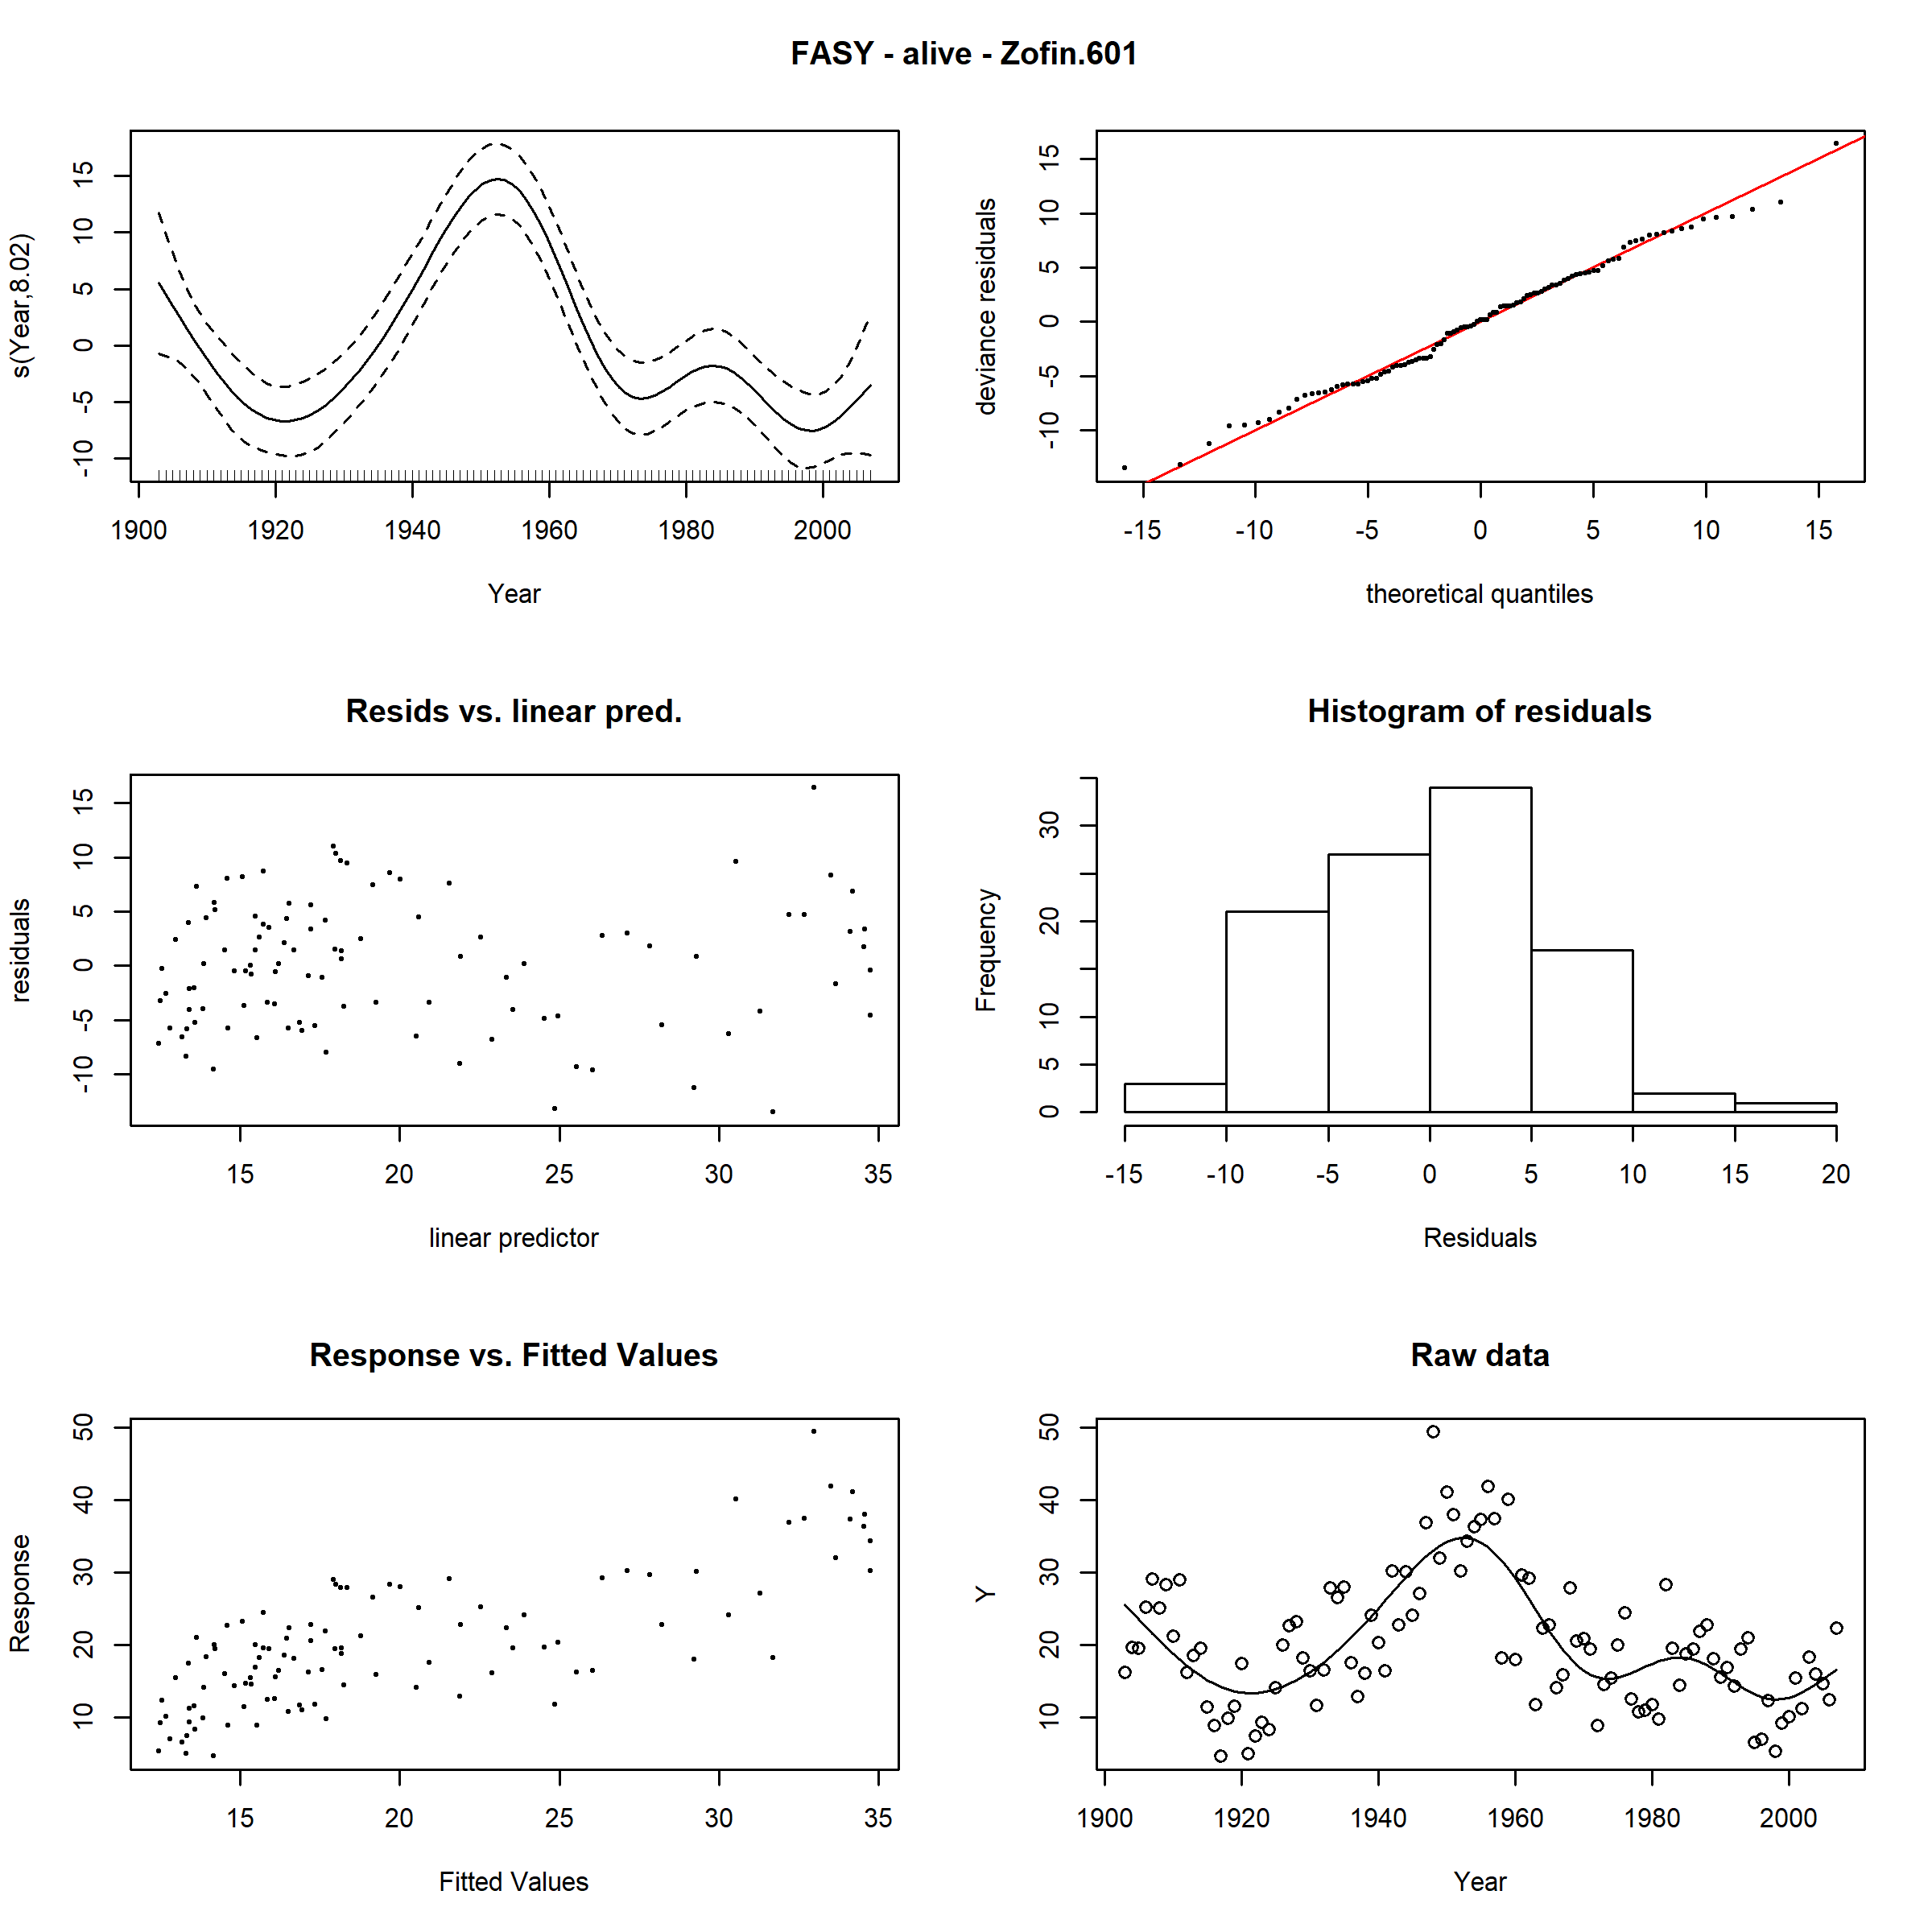 FASY - alive - Zofin.601
s(Year,8.02)
15
10
5
0
-5
-10
1900 1920 1940 1960 1980 2000
Year
deviance residuals
15
10
5
0
-5
-10
-15 -10 -5 0 5 10 15
theoretical quantiles
Resids vs. linear pred.
residuals
15
10
5
0
-5
-10
15 20 25 30 35
linear predictor
Histogram of residuals
Frequency
30
20
10
5
0
-15 -10 -5 0 5 10 15 20
Residuals
Response vs. Fitted Values
Response
50
40
30
20
10
15 20 25 30 35
Fitted Values
Raw data
Y
50
40
30
20
10
1900 1920 1940 1960 1980 2000
Year